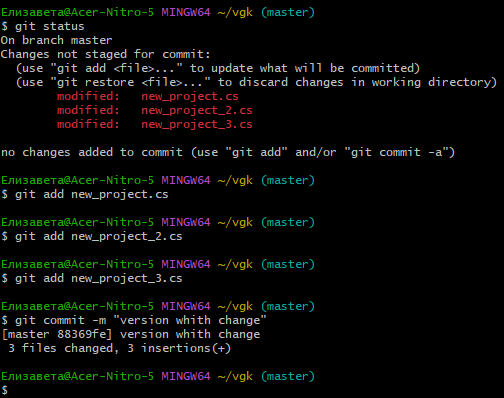 Елизавета@Acer-Nitro-5 MINGW64 ~/vgk (master)
$ git status
On branch master
Changes not staged for commit:
  (use "git add <file>..." to update what will be committed)
  (use "git restore <file>..." to discard changes in working directory)
        modified:   new_project.cs
        modified:   new_project_2.cs
        modified:   new_project_3.cs
no changes added to commit (use "git add" and/or "git commit -a")
Елизавета@Acer-Nitro-5 MINGW64 ~/vgk (master)
$ git add new_project.cs
Елизавета@Acer-Nitro-5 MINGW64 ~/vgk (master)
$ git add new_project_2.cs
Елизавета@Acer-Nitro-5 MINGW64 ~/vgk (master)
$ git add new_project_3.cs
Елизавета@Acer-Nitro-5 MINGW64 ~/vgk (master)
$ git commit -m "version whith change"
[master 88369fe] version whith change
 3 files changed, 3 insertions(+)
Елизавета@Acer-Nitro-5 MINGW64 ~/vgk (master)
$